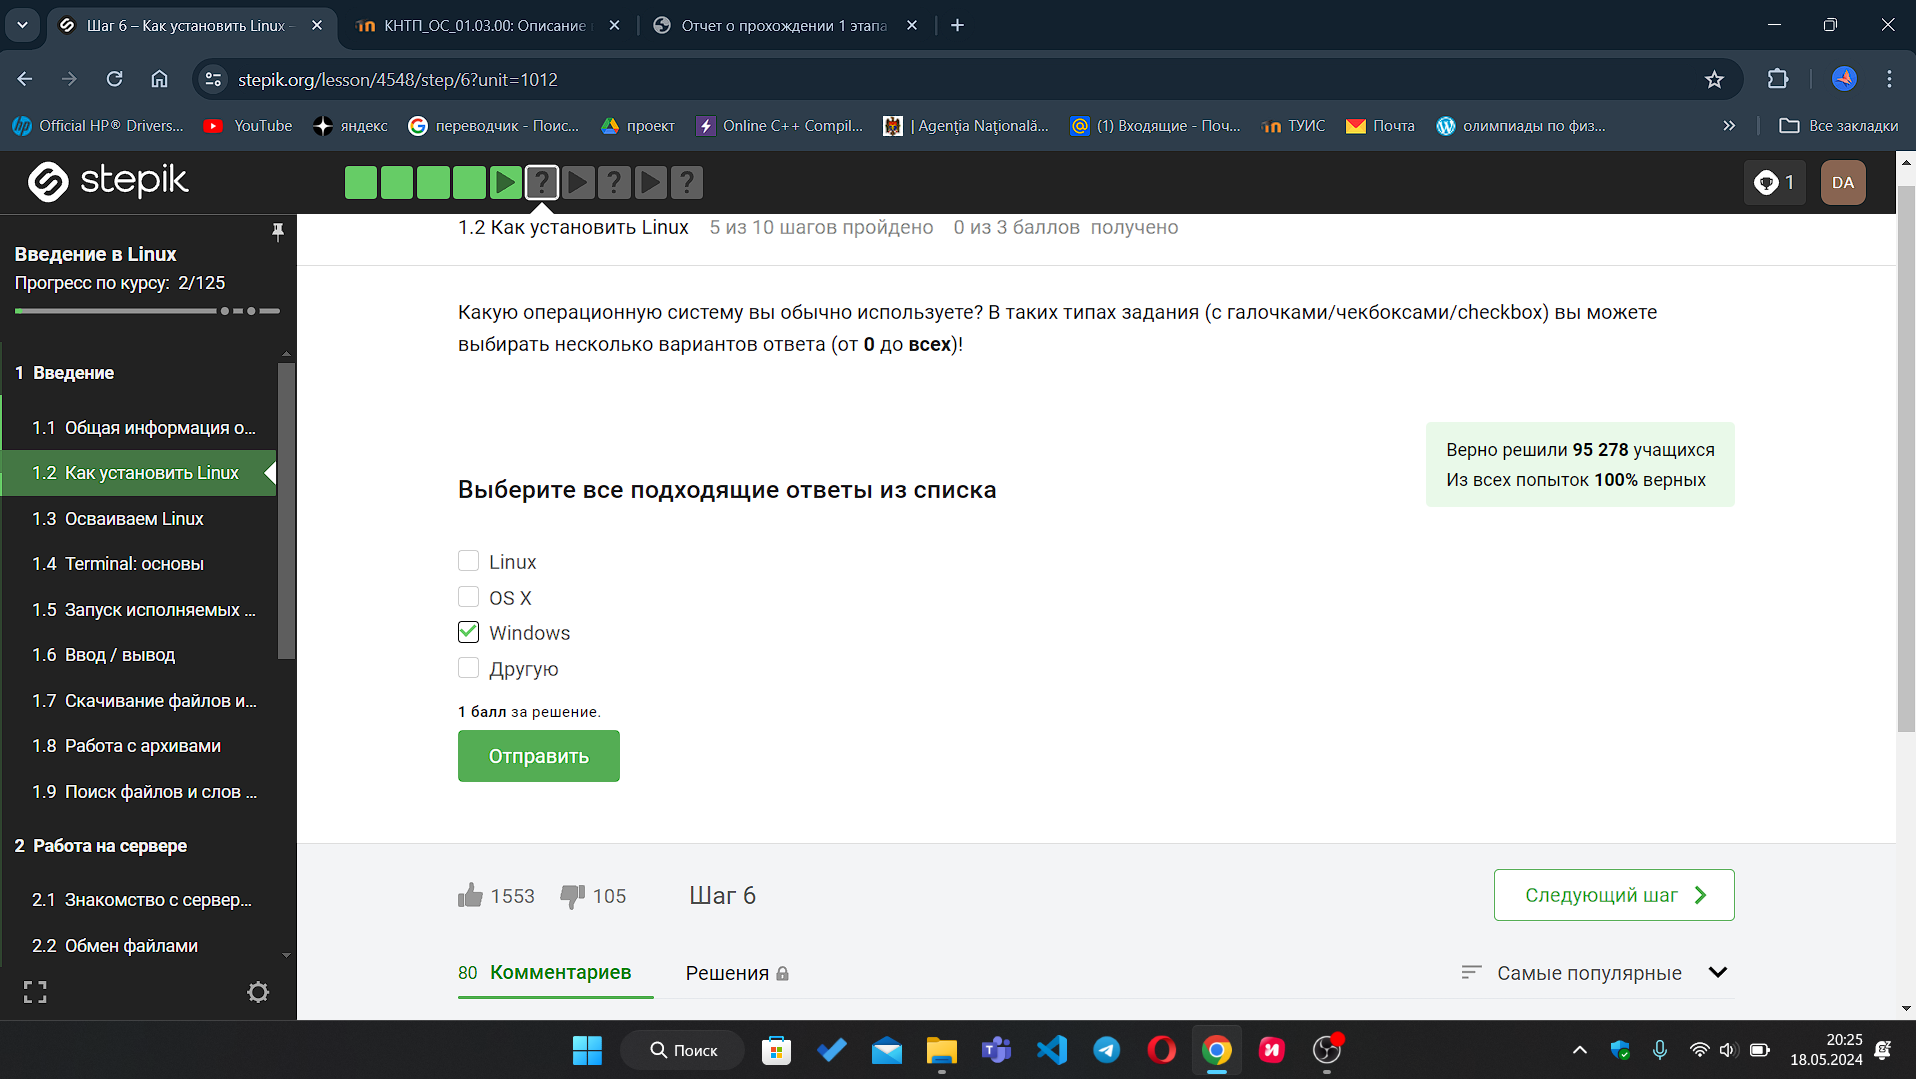 Шаг 6 – Как установить Linux –
КНТП_ОС_01.03.00: Описание
Отчет о прохождении 1 этапа
stepik.org/lesson/4548/step/6?unit=1012
Official HP® Drivers...
YouTube
яндекс
переводчик - Поис...
проект
Online C++ Compil...
| Agenţia Naţională...
(1) Входящие - Поч...
ТУИС
Почта
олимпиады по физ...
Все закладки
stepik
1
DA
Введение в Linux
Прогресс по курсу: 2/125
1 Введение
1.1 Общая информация о...
1.2 Как установить Linux
1.3 Осваиваем Linux
1.4 Terminal: основы
1.5 Запуск исполняемых ...
1.6 Ввод / вывод
1.7 Скачивание файлов и...
1.8 Работа с архивами
1.9 Поиск файлов и слов ...
2 Работа на сервере
2.1 Знакомство с сервер...
2.2 Обмен файлами
1.2 Как установить Linux 5 из 10 шагов пройдено 0 из 3 баллов получено
Какую операционную систему вы обычно используете? В таких типах задания (с галочками/чекбоксами/checkbox) вы можете
выбирать несколько вариантов ответа (от 0 до всех)!
Верно решили 95 278 учащихся
Из всех попыток 100% верных
Выберите все подходящие ответы из списка
Linux
OS X
Windows
Другую
1 балл за решение.
Отправить
1553
105
Шаг 6
Следующий шаг
80 Комментариев
Решения
Самые популярные
Поиск
20:25
18.05.2024